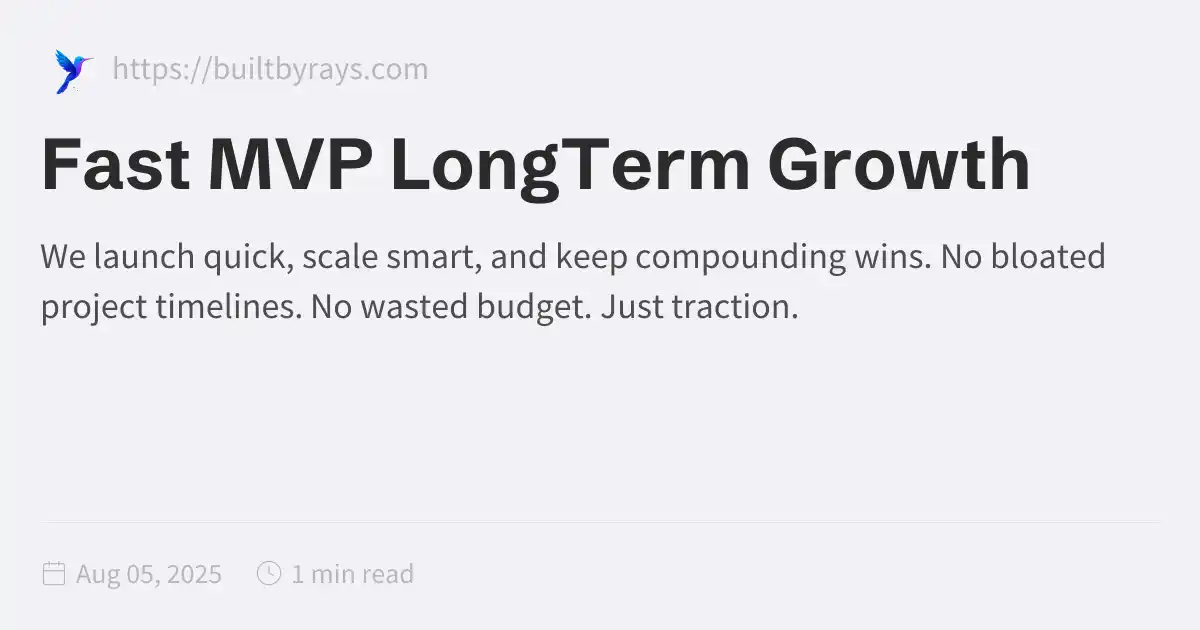 https://builtbyrays.com
Fast MVP LongTerm Growth
We launch quick, scale smart, and keep compounding wins. No bloated
project timelines. No wasted budget. Just traction.
Aug 05, 2025 1 min read